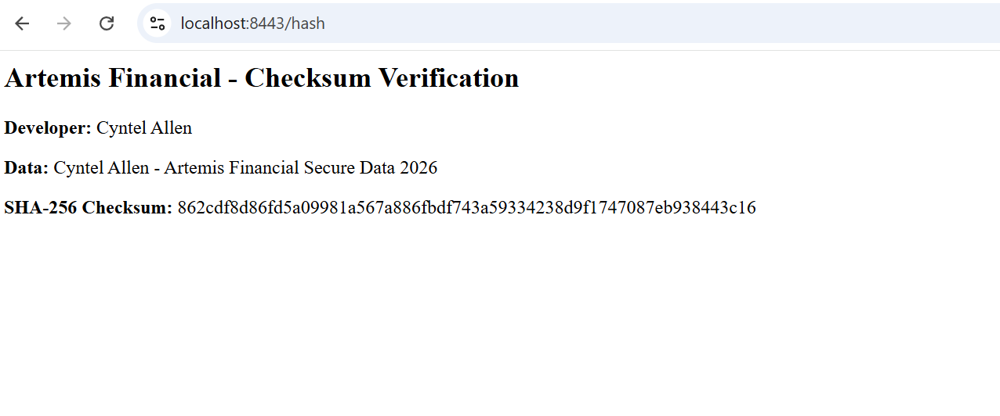 localhost:8443/hash
Artemis Financial - Checksum Verification
Developer: Cyntel Allen
Data: Cyntel Allen - Artemis Financial Secure Data 2026
SHA-256 Checksum: 862cdf8d86fd5a09981a567a886fbdf743a59334238d9f1747087eb938443c16